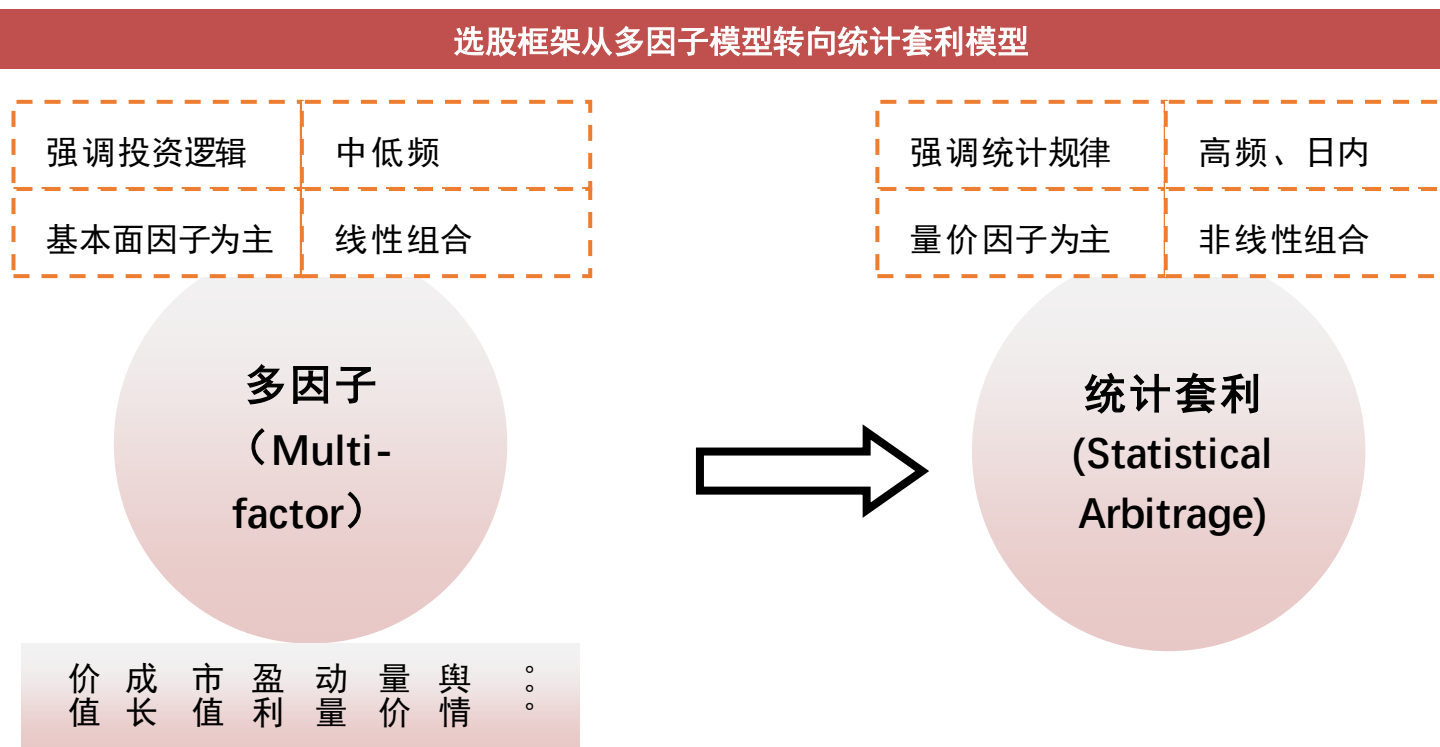 选股框架从多因子模型转向统计套利模型
强调投资逻辑
中低频
基本面因子为主
线性组合
强调统计规律
高频、日内
量价因子为主
非线性组合
多因子
（Multi-
factor）
统计套利
(Statistical
Arbitrage)
价值
成长
市值
盈利
动量
量价
舆情
。。。